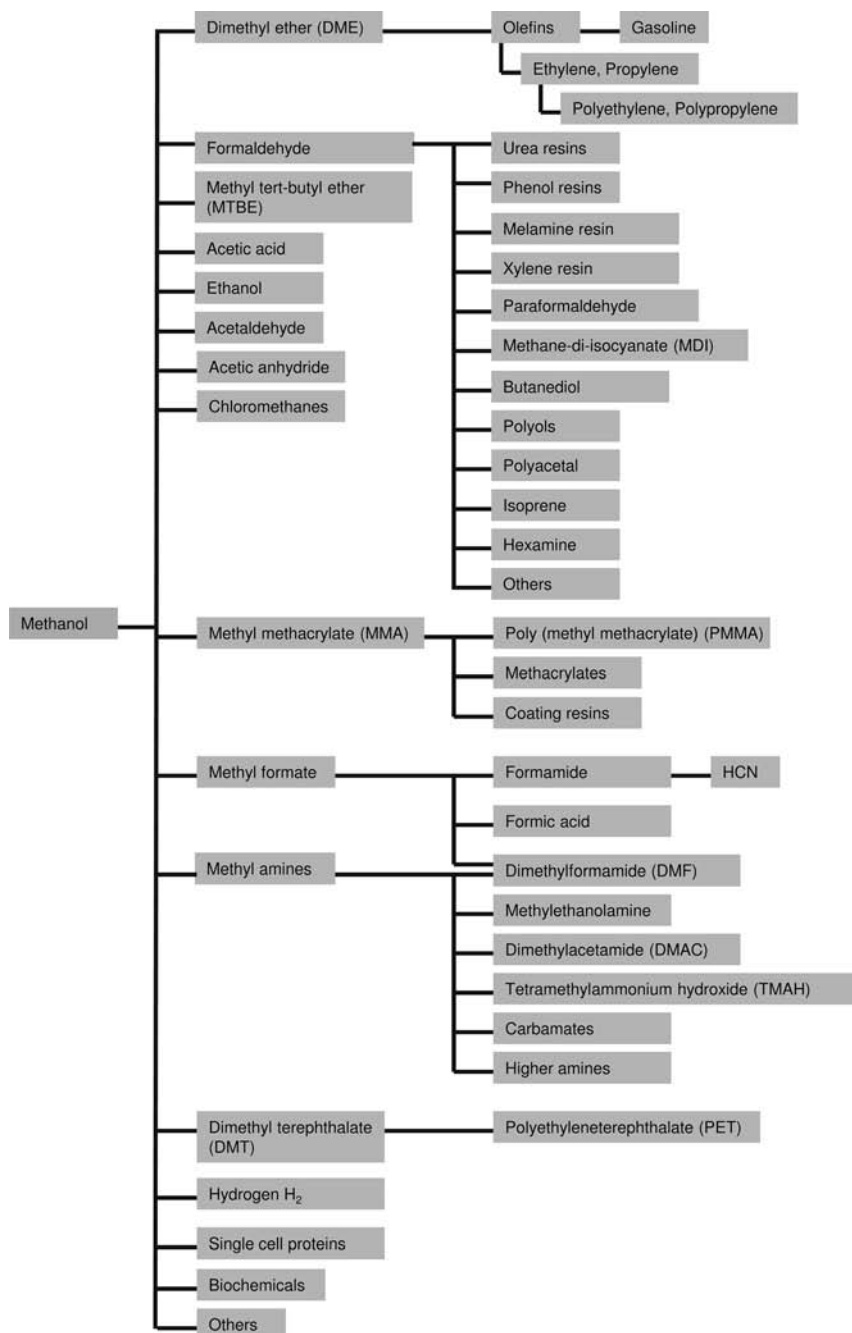 Dimethyl ether (DME)
Olefins
Gasoline
Ethylene, Propylene
Polyethylene, Polypropylene
Formaldehyde
Urea resins
Phenol resins
Methyl tert-butyl ether
(MTBE)
Melamine resin
Acetic acid
Xylene resin
Ethanol
Paraformaldehyde
Acetaldehyde
Methane-di-isocyanate (MDI)
Acetic anhydride
Butanediol
Chloromethanes
Polyols
Polyacetal
Isoprene
Hexamine
Others
Methanol
Methyl methacrylate (MMA)
Poly (methyl methacrylate) (PMMA)
Methacrylates
Coating resins
Methyl formate
Formamide
HCN
Formic acid
Methyl amines
Dimethylformamide (DMF)
Methylethanolamine
Dimethylacetamide (DMAC)
Tetramethylammonium hydroxide (TMAH)
Carbamates
Higher amines
Dimethyl terephthalate
(DMT)
Polyethyleneterephthalate (PET)
Hydrogen H₂
Single cell proteins
Biochemicals
Others